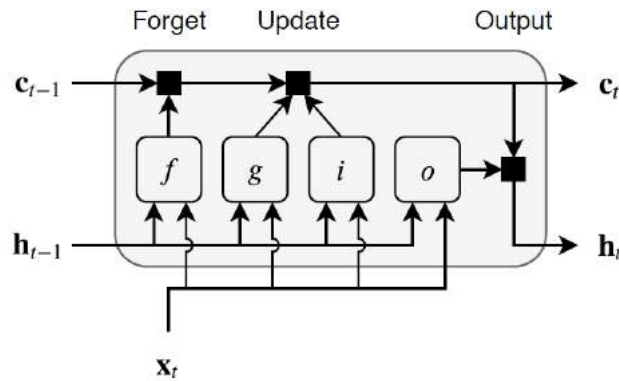 Forget Update Output
c_{t−1} c_t
f g i o
h_{t−1} h_t
x_t